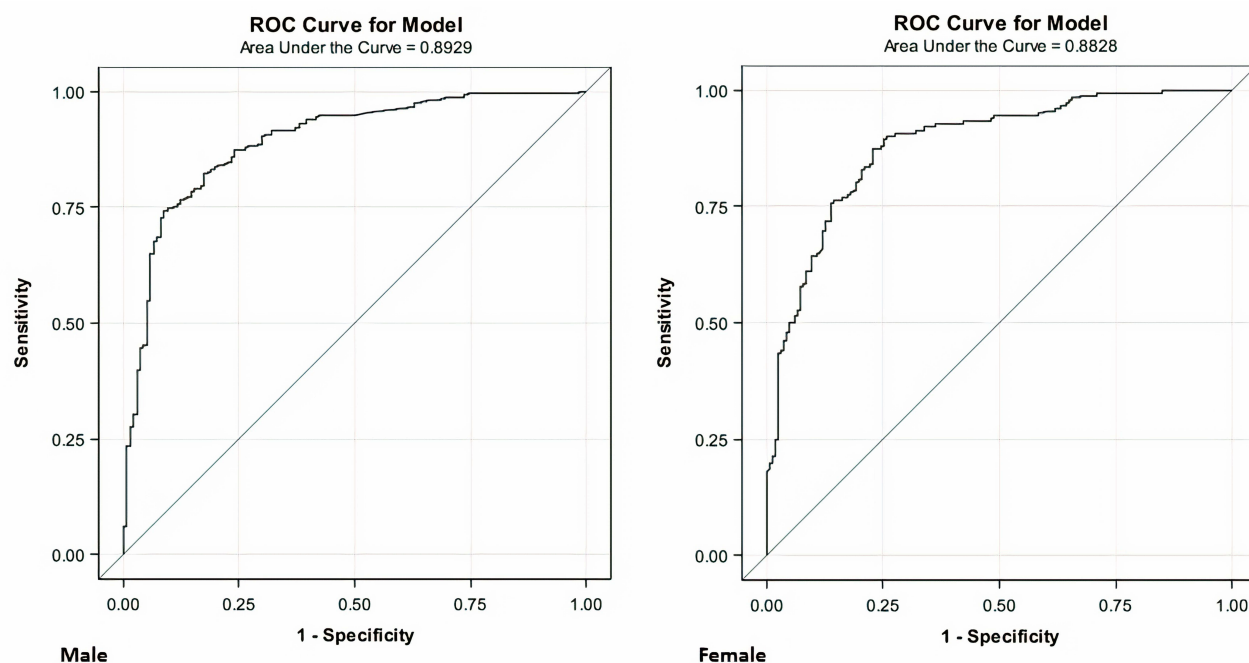 ROC Curve for Model
Area Under the Curve = 0.8929
1.00
0.75
0.50
0.25
0.00
Sensitivity
0.00 0.25 0.50 0.75 1.00
1 - Specificity
Male
ROC Curve for Model
Area Under the Curve = 0.8828
1.00
0.75
0.50
0.25
0.00
Sensitivity
0.00 0.25 0.50 0.75 1.00
1 - Specificity
Female